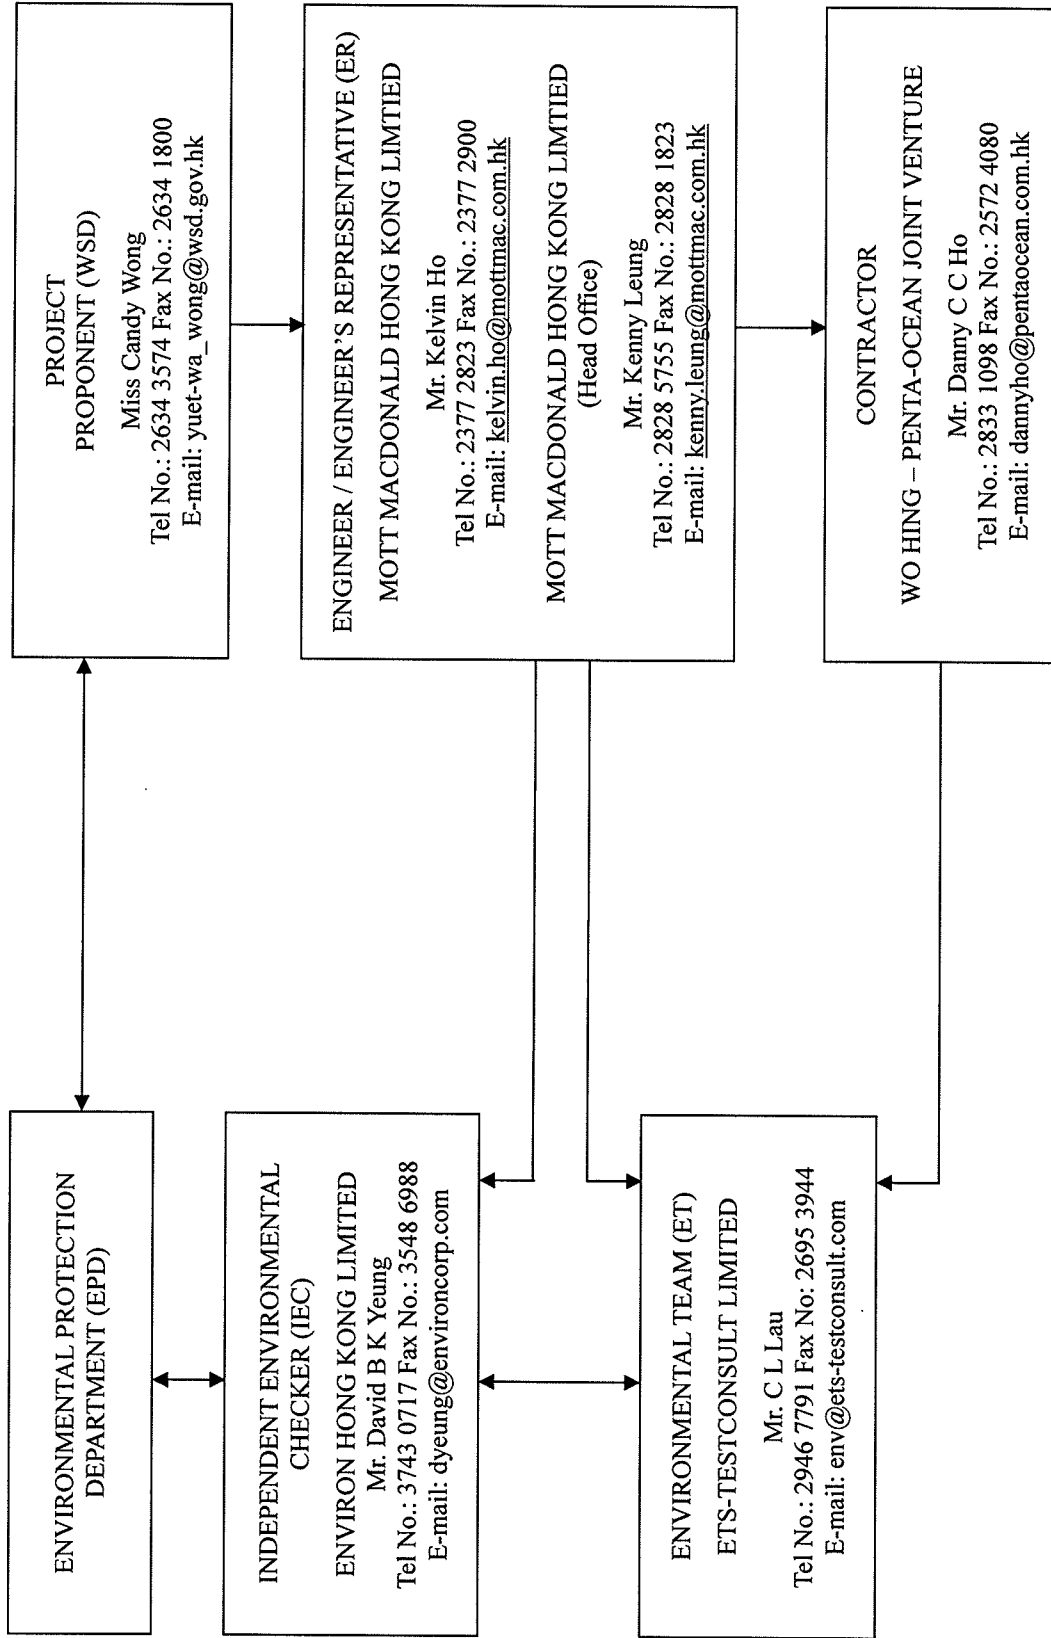 ENVIRONMENTAL PROTECTION
DEPARTMENT (EPD)
PROJECT
PROPONENT (WSD)
Miss Candy Wong
Tel No.: 2634 3574 Fax No.: 2634 1800
E-mail: yuet-wa_wong@wsd.gov.hk
INDEPENDENT ENVIRONMENTAL
CHECKER (IEC)
ENVIRON HONG KONG LIMITED
Mr. David B K Yeung
Tel No.: 3743 0717 Fax No.: 3548 6988
E-mail: dyeung@environcorp.com
ENGINEER / ENGINEER'S REPRESENTATIVE (ER)
MOTT MACDONALD HONG KONG LIMTIED
Mr. Kelvin Ho
Tel No.: 2377 2823 Fax No.: 2377 2900
E-mail: kelvin.ho@mottmac.com.hk
MOTT MACDONALD HONG KONG LIMTIED
(Head Office)
Mr. Kenny Leung
Tel No.: 2828 5755 Fax No.: 2828 1823
E-mail: kenny.leung@mottmac.com.hk
ENVIRONMENTAL TEAM (ET)
ETS-TESTCONSULT LIMITED
Mr. C L Lau
Tel No.: 2946 7791 Fax No: 2695 3944
E-mail: env@ets-testconsult.com
CONTRACTOR
WO HING – PENTA-OCEAN JOINT VENTURE
Mr. Danny C C Ho
Tel No.: 2833 1098 Fax No.: 2572 4080
E-mail: dannyho@pentaocean.com.hk